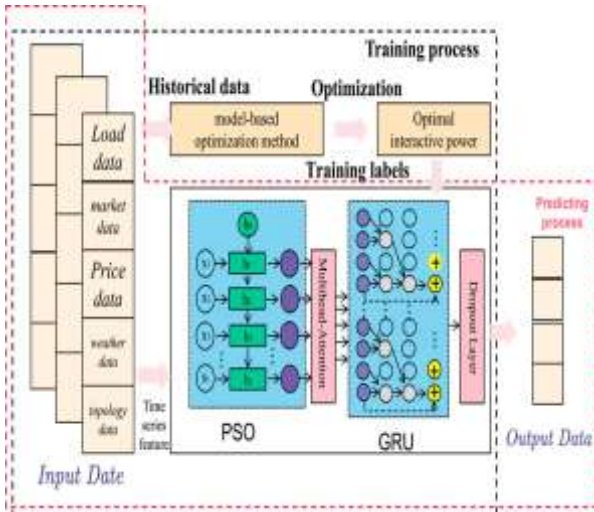 Training process
Historical data
Optimization
model-based
optimization method
Optimal
interactive power
Training labels
Load
data
market
data
Price
data
weather
data
topology
data
Input Date
Time
series
feature
PSO
Multihead-Attention
GRU
Dropout Layer
Predicting
process
Output Data